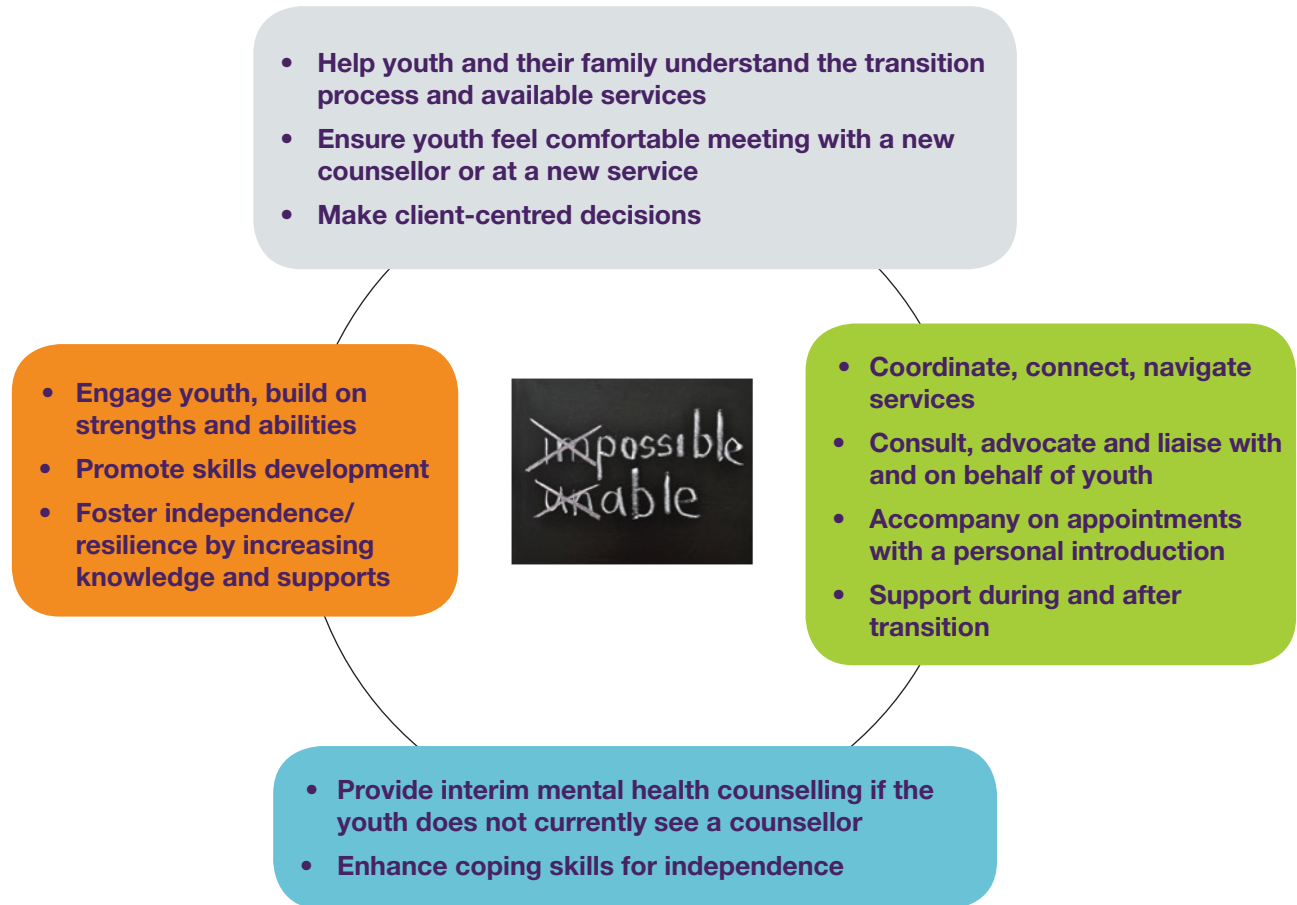 • Help youth and their family understand the transition
process and available services
• Ensure youth feel comfortable meeting with a new
counsellor or at a new service
• Make client-centred decisions
• Engage youth, build on
strengths and abilities
• Promote skills development
• Foster independence/
resilience by increasing
knowledge and supports
impossible
unable
• Coordinate, connect, navigate
services
• Consult, advocate and liaise with
and on behalf of youth
• Accompany on appointments
with a personal introduction
• Support during and after
transition
• Provide interim mental health counselling if the
youth does not currently see a counsellor
• Enhance coping skills for independence